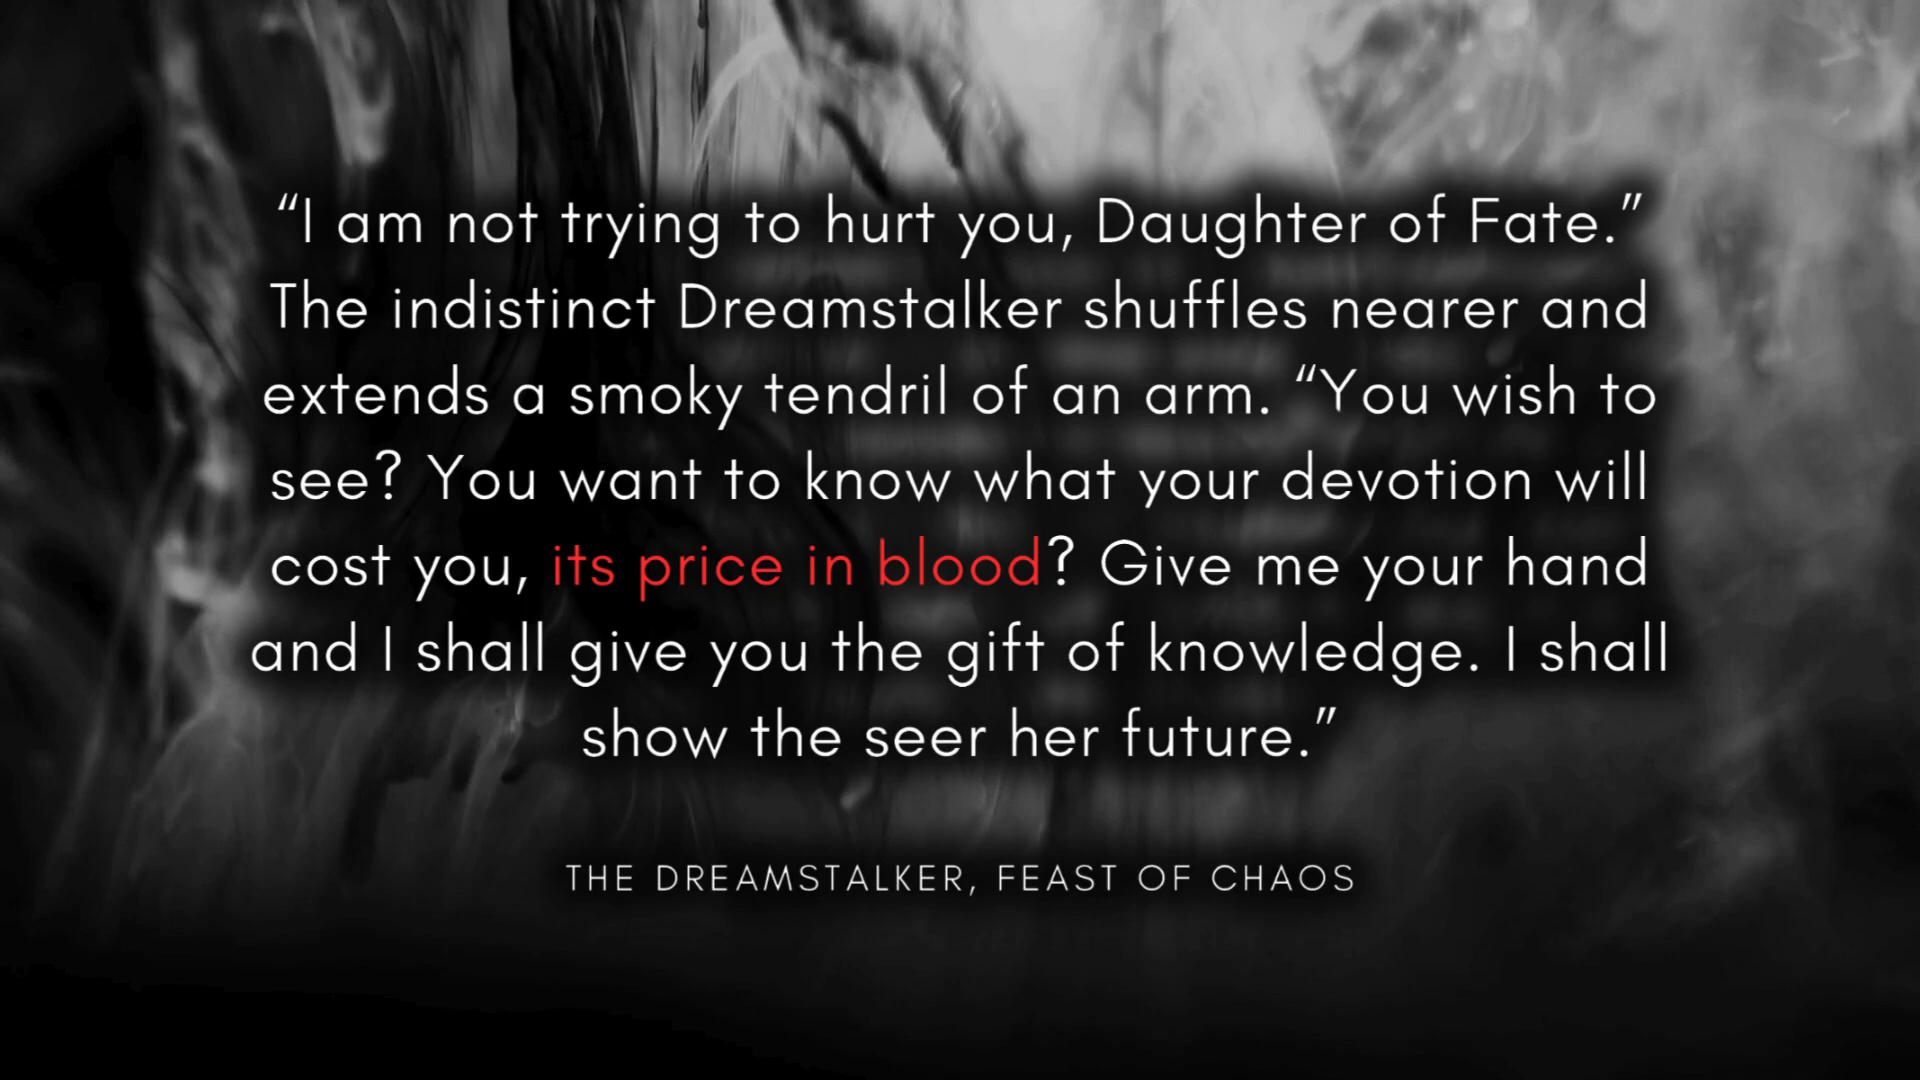 “I am not trying to hurt you, Daughter of Fate.”
The indistinct Dreamstalker shuffles nearer and
extends a smoky tendril of an arm. “You wish to
see? You want to know what your devotion will
cost you, its price in blood? Give me your hand
and I shall give you the gift of knowledge. I shall
show the seer her future.”
THE DREAMSTALKER, FEAST OF CHAOS